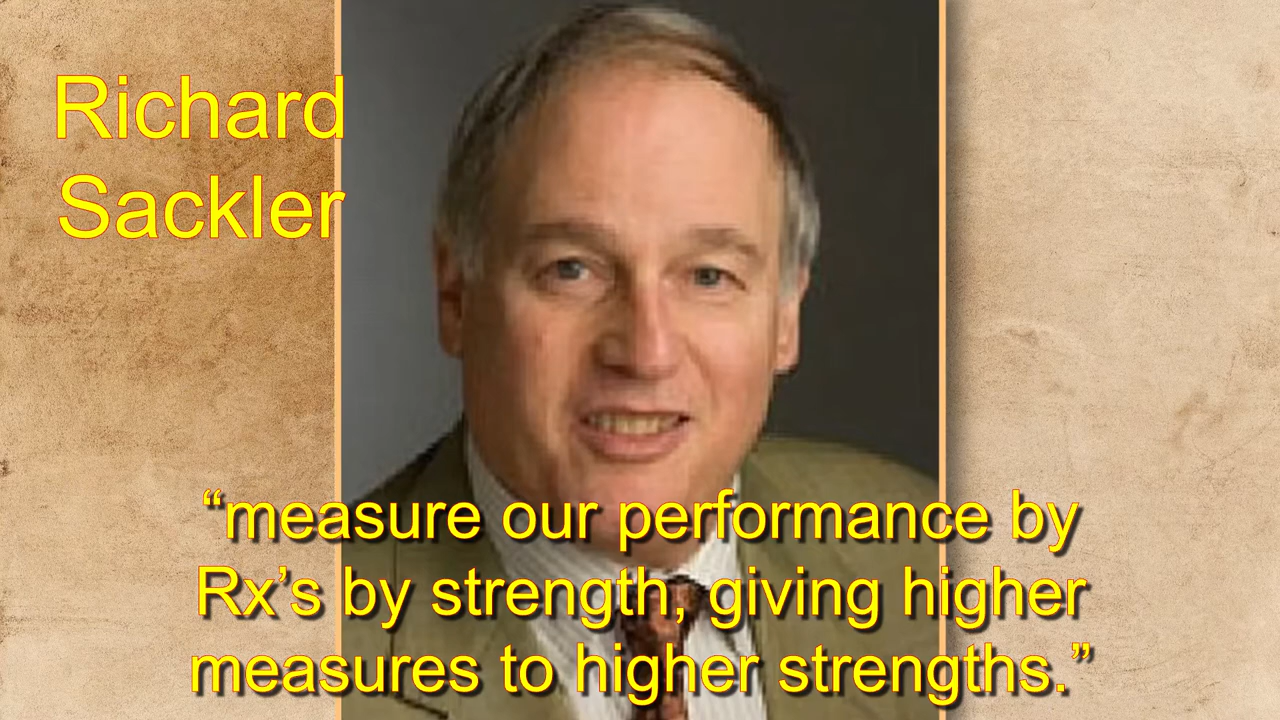 Richard
Sackler
“measure our performance by
Rx’s by strength, giving higher
measures to higher strengths.”